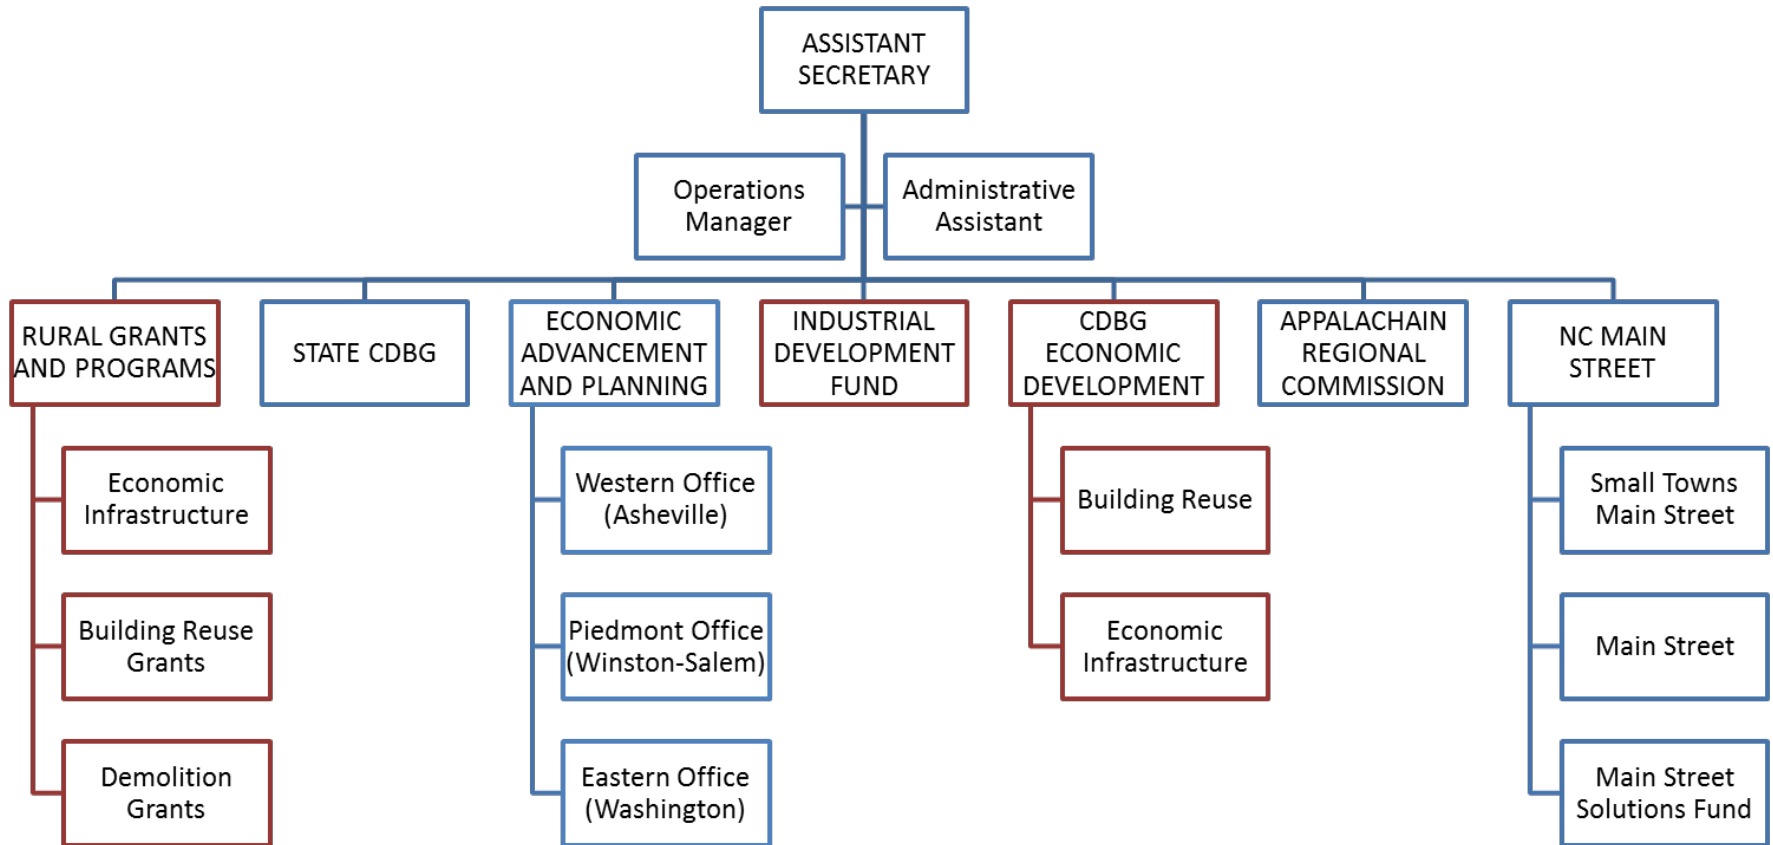 ASSISTANT
SECRETARY
Operations
Manager
Administrative
Assistant
RURAL GRANTS
AND PROGRAMS
STATE CDBG
ECONOMIC
ADVANCEMENT
AND PLANNING
INDUSTRIAL
DEVELOPMENT
FUND
CDBG
ECONOMIC
DEVELOPMENT
APPALACHAIN
REGIONAL
COMMISSION
NC MAIN
STREET
Economic
Infrastructure
Building Reuse
Grants
Demolition
Grants
Western Office
(Asheville)
Piedmont Office
(Winston-Salem)
Eastern Office
(Washington)
Building Reuse
Economic
Infrastructure
Small Towns
Main Street
Main Street
Main Street
Solutions Fund